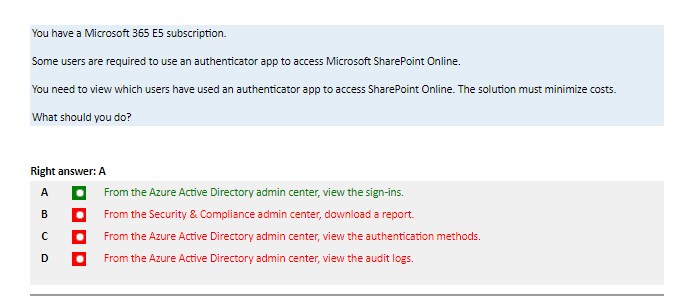 You have a Microsoft 365 E5 subscription.
Some users are required to use an authenticator app to access Microsoft SharePoint Online.
You need to view which users have used an authenticator app to access SharePoint Online. The solution must minimize costs.
What should you do?
Right answer: A
A From the Azure Active Directory admin center, view the sign-ins.
B From the Security & Compliance admin center, download a report.
C From the Azure Active Directory admin center, view the authentication methods.
D From the Azure Active Directory admin center, view the audit logs.